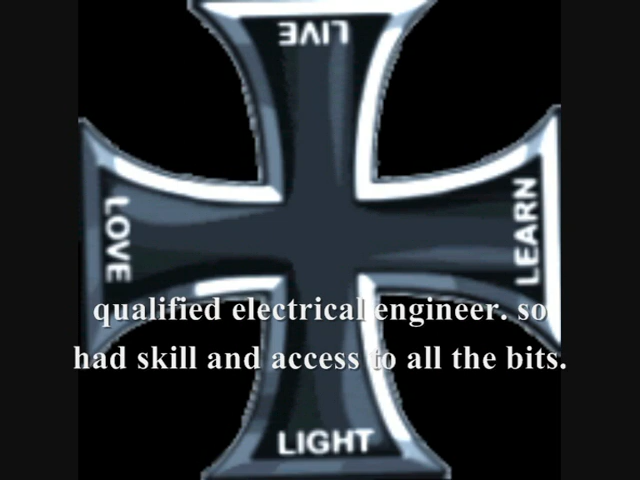 LIVE
LOVE
LEARN
qualified electrical engineer. so
had skill and access to all the bits.
LIGHT